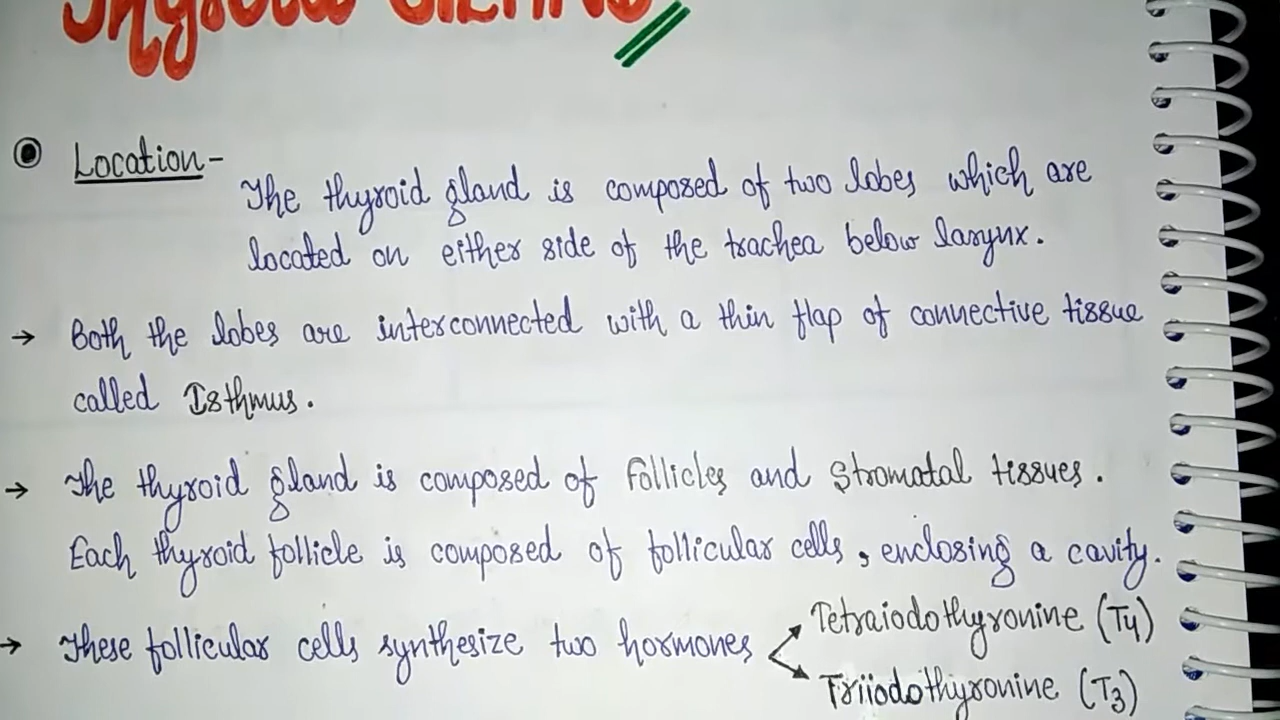 Thyroid GLAND
Location-
The thyroid gland is composed of two lobes which are
located on either side of the trachea below larynx.
→ Both the lobes are interconnected with a thin flap of connective tissue
called Isthmus.
→ The thyroid gland is composed of Follicles and Stromatal tissues.
Each thyroid follicle is composed of follicular cells, enclosing a cavity.
→ These follicular cells synthesize two hormones
Tetraiodothyronine (T4)
Triiodothyronine (T3)